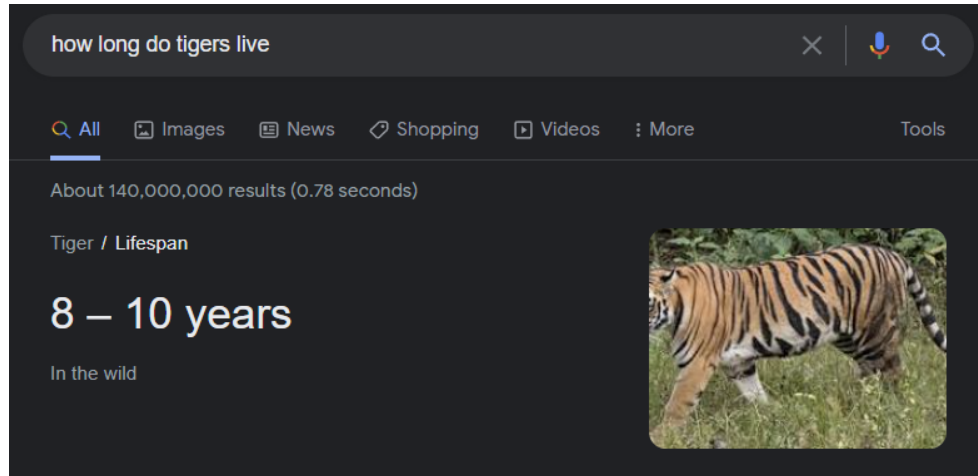 how long do tigers live
All Images News Shopping Videos More Tools
About 140,000,000 results (0.78 seconds)
Tiger / Lifespan
8 – 10 years
In the wild